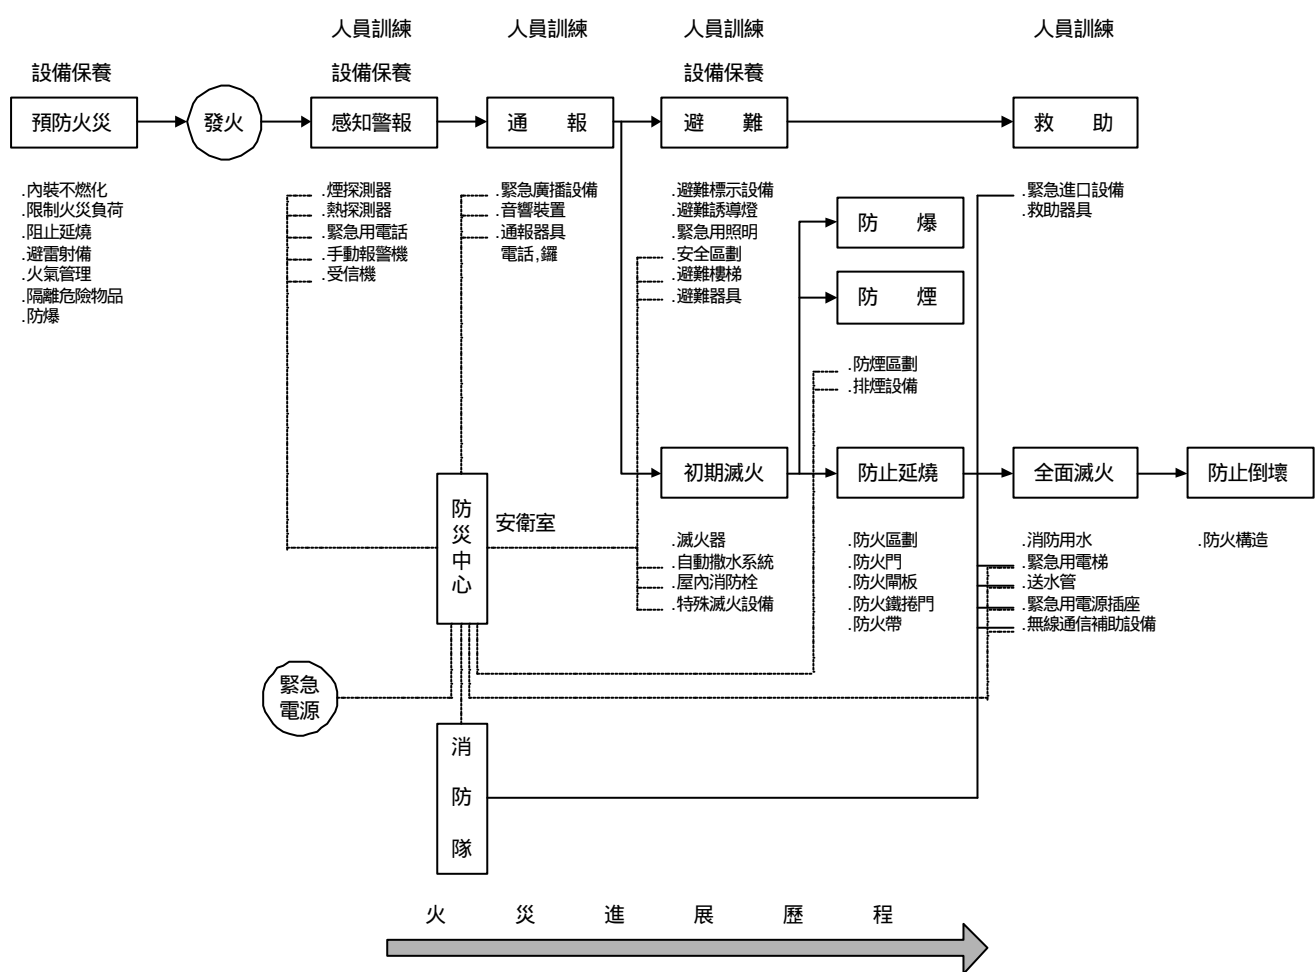 人員訓練
人員訓練
人員訓練
人員訓練
設備保養
設備保養
設備保養
預防火災
發火
感知警報
通 報
避 難
救 助
.內裝不燃化
.限制火災負荷
.阻止延燒
.避雷射備
.火氣管理
.隔離危險物品
.防爆
.煙探測器
.熱探測器
.緊急用電話
.手動報警機
.受信機
.緊急廣播設備
.音響裝置
.通報器具
電話,鑼
.避難標示設備
.避難誘導燈
.緊急用照明
.安全區劃
.避難樓梯
.避難器具
防 爆
防 煙
.防煙區劃
.排煙設備
.緊急進口設備
.救助器具
初期滅火
防止延燒
全面滅火
防止倒壞
防災中心
安衛室
.滅火器
.自動撒水系統
.屋內消防栓
.特殊滅火設備
.防火區劃
.防火門
.防火閘板
.防火鐵捲門
.防火帶
.消防用水
.緊急用電梯
.送水管
.緊急用電源插座
.無線通信補助設備
.防火構造
緊急
電源
消防隊
火 災 進 展 歷 程